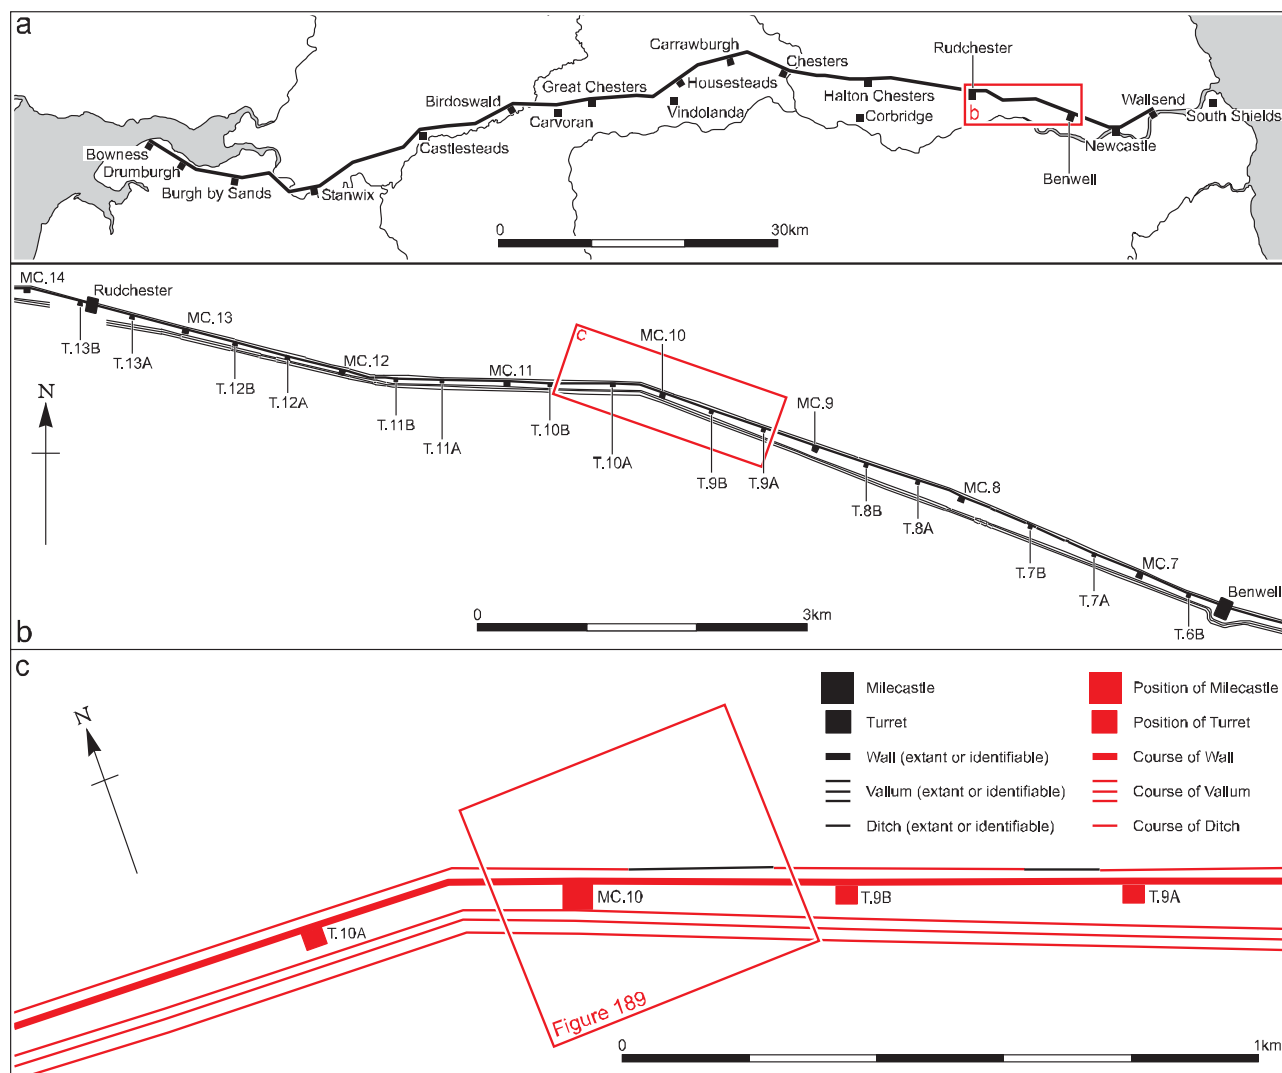 a
Carrawburgh
Rudchester
Chesters
Great Chesters
Housesteads
Birdoswald
Halton Chesters
Wallsend
Vindolanda
b
South Shields
Carvoran
Corbridge
Castlesteads
Newcastle
Bowness
Drumburgh
Benwell
Burgh by Sands
Stanwix
0 30km
MC.14
Rudchester
MC.13
c
MC.10
MC.12
MC.11
T.13B
T.13A
T.12B
T.12A
N
T.11B
T.11A
T.10B
T.10A
MC.9
T.9B
T.9A
MC.8
T.8B
T.8A
MC.7
T.7B
T.7A
Benwell
T.6B
0 3km
b
c
Milecastle
Position of Milecastle
Turret
Position of Turret
Wall (extant or identifiable)
Course of Wall
Vallum (extant or identifiable)
Course of Vallum
Ditch (extant or identifiable)
Course of Ditch
N
MC.10
T.9B
T.9A
T.10A
Figure 189
0 1km